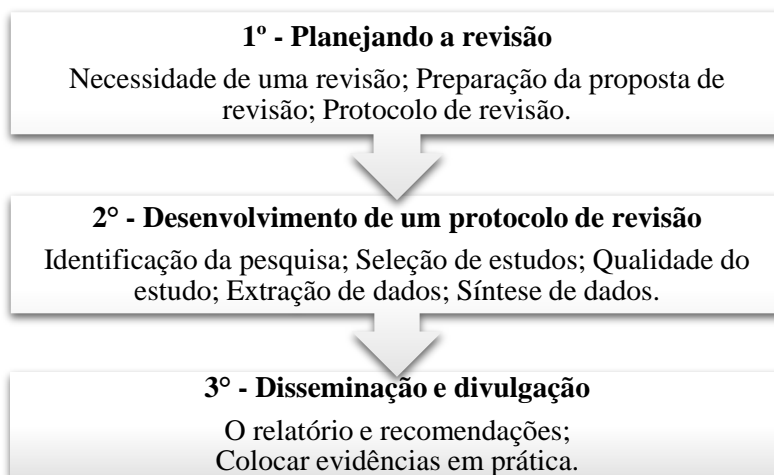 1º - Planejando a revisão
Necessidade de uma revisão; Preparação da proposta de
revisão; Protocolo de revisão.
2° - Desenvolvimento de um protocolo de revisão
Identificação da pesquisa; Seleção de estudos; Qualidade do
estudo; Extração de dados; Síntese de dados.
3° - Disseminação e divulgação
O relatório e recomendações;
Colocar evidências em prática.